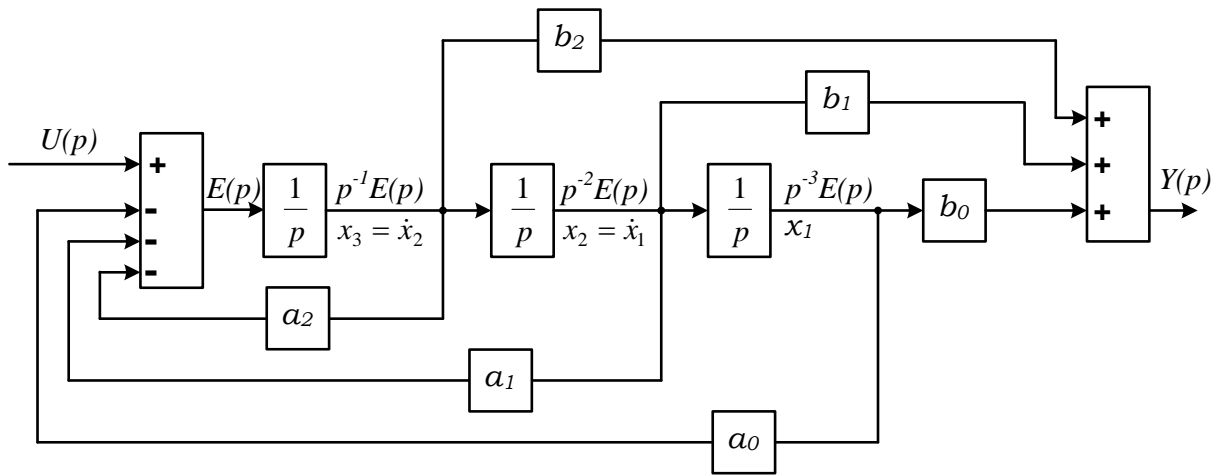 b₂
b₁
U(p)
+
-
-
-
E(p)
1
p
p⁻¹E(p)
x₃ = ẋ₂
1
p
p⁻²E(p)
x₂ = ẋ₁
1
p
p⁻³E(p)
x₁
b₀
+
+
+
Y(p)
a₂
a₁
a₀